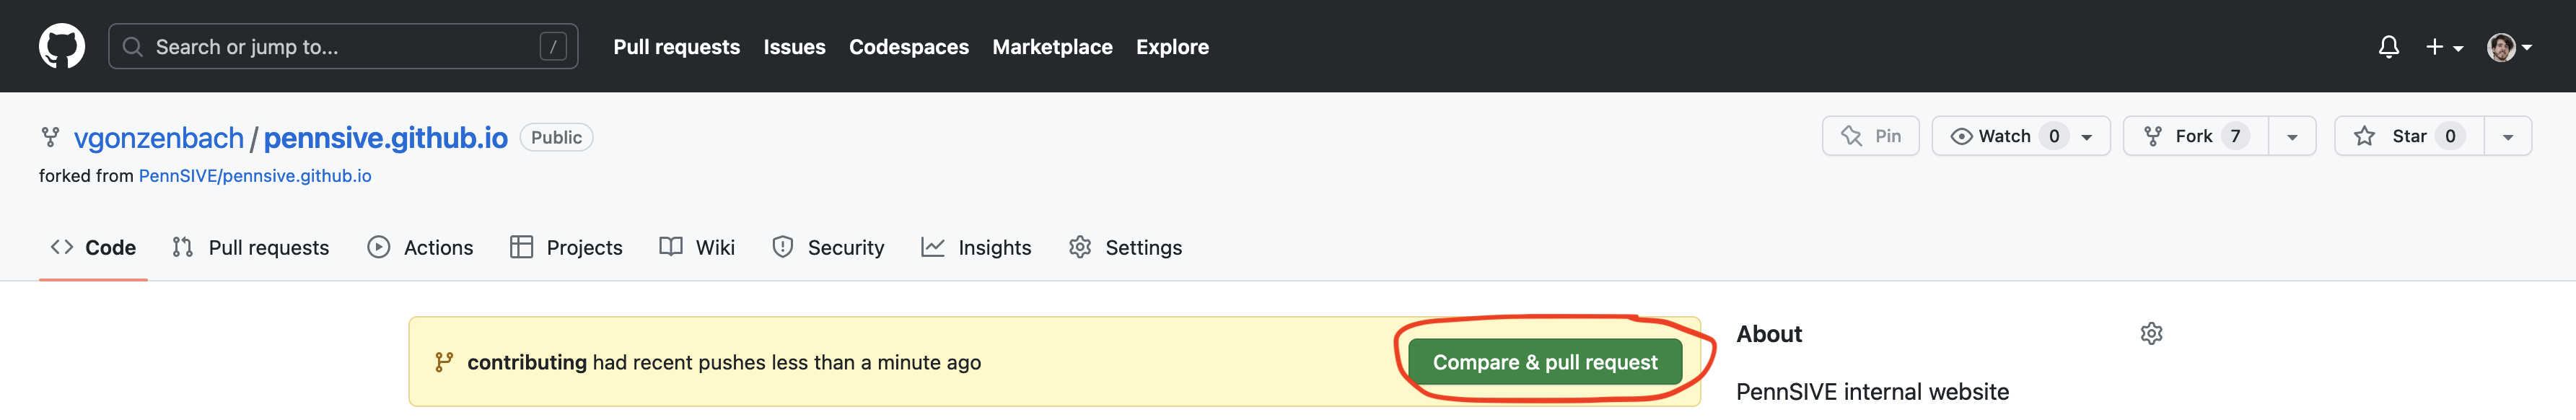 Search or jump to... /
Pull requests Issues Codespaces Marketplace Explore
vgonzenbach / pennsive.github.io Public
Pin Watch 0 Fork 7 Star 0
forked from PennSIVE/pennsive.github.io
Code Pull requests Actions Projects Wiki Security Insights Settings
contributing had recent pushes less than a minute ago
Compare & pull request
About
PennSIVE internal website